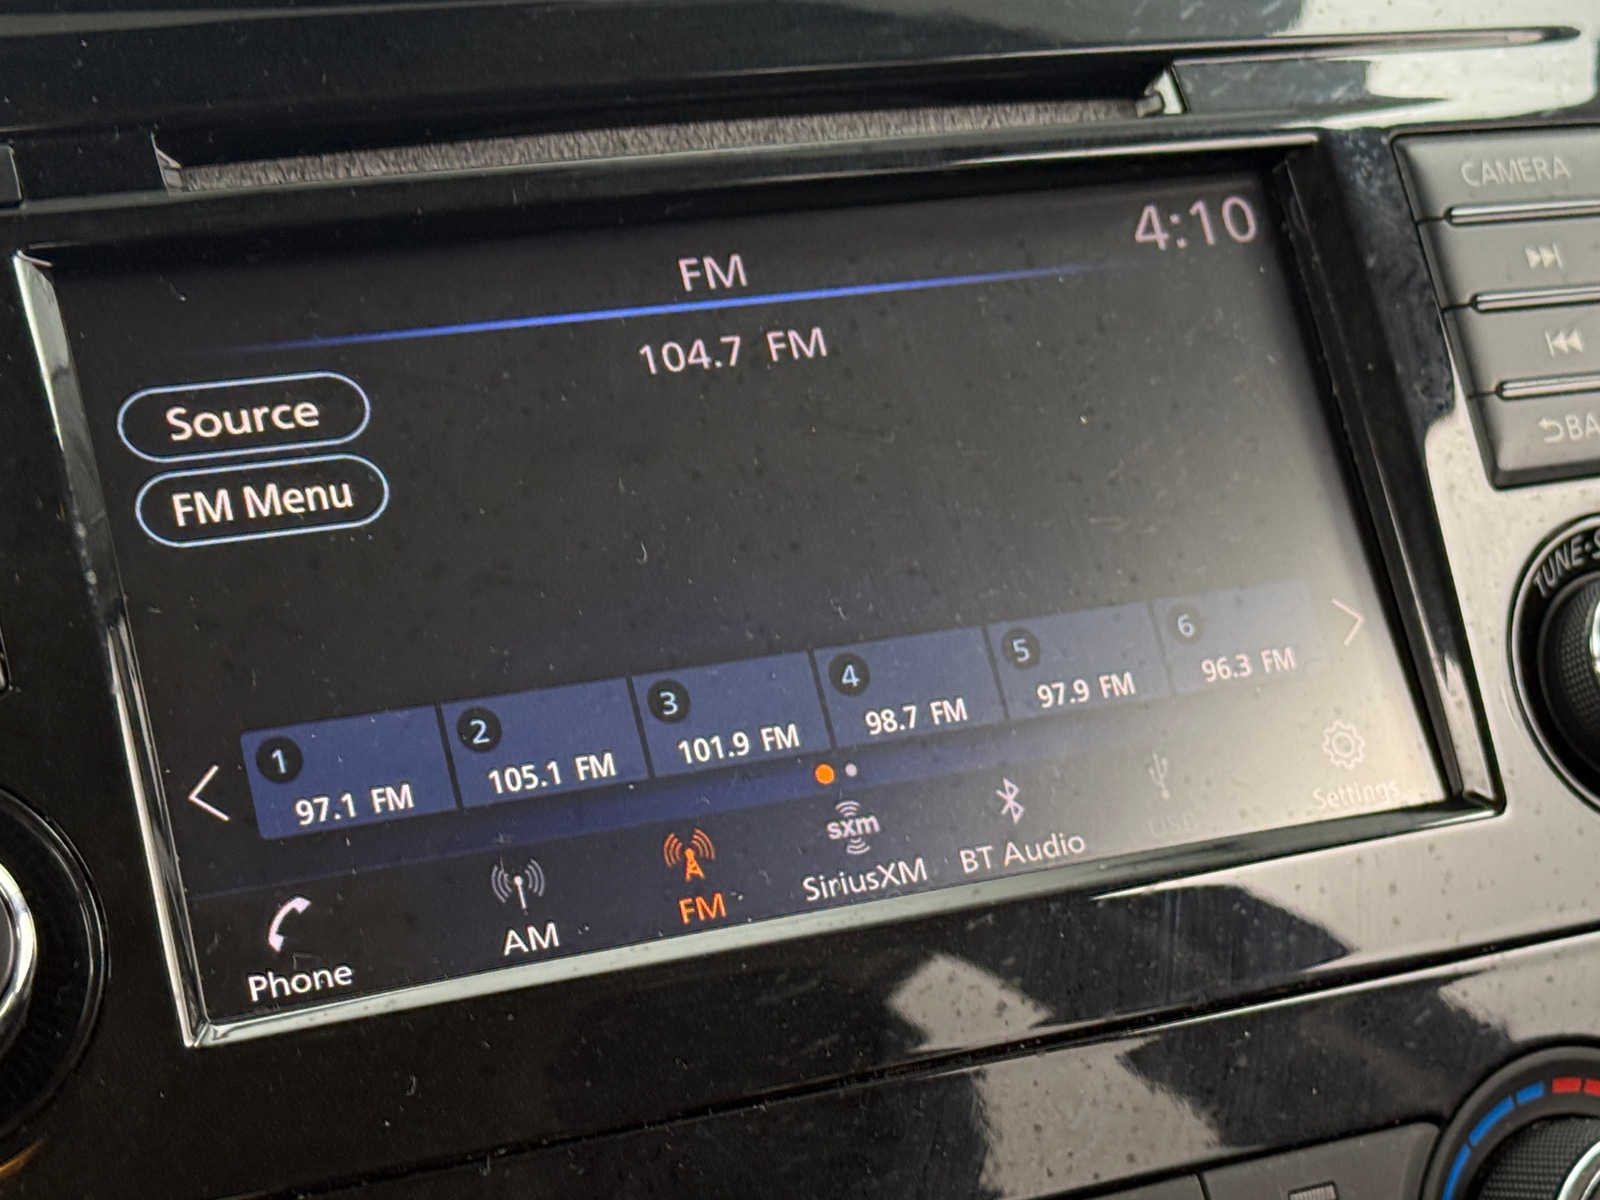 4:10
FM
104.7 FM
Source
FM Menu
1
97.1 FM
2
105.1 FM
3
101.9 FM
4
98.7 FM
5
97.9 FM
6
96.3 FM
Phone
AM
FM
sxm
SiriusXM
BT Audio
USB
Settings
CAMERA
BA
TUNE·S